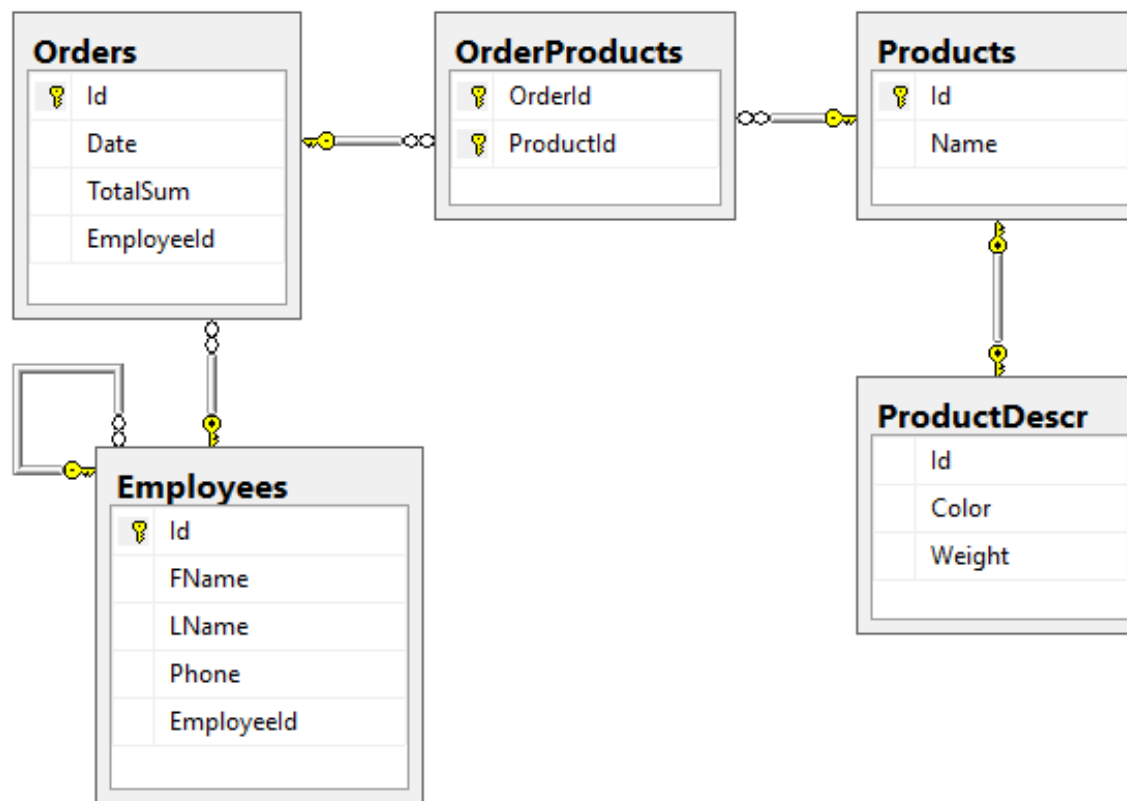 Orders
Id
Date
TotalSum
EmployeeId
OrderProducts
OrderId
ProductId
Products
Id
Name
Employees
Id
FName
LName
Phone
EmployeeId
ProductDescr
Id
Color
Weight